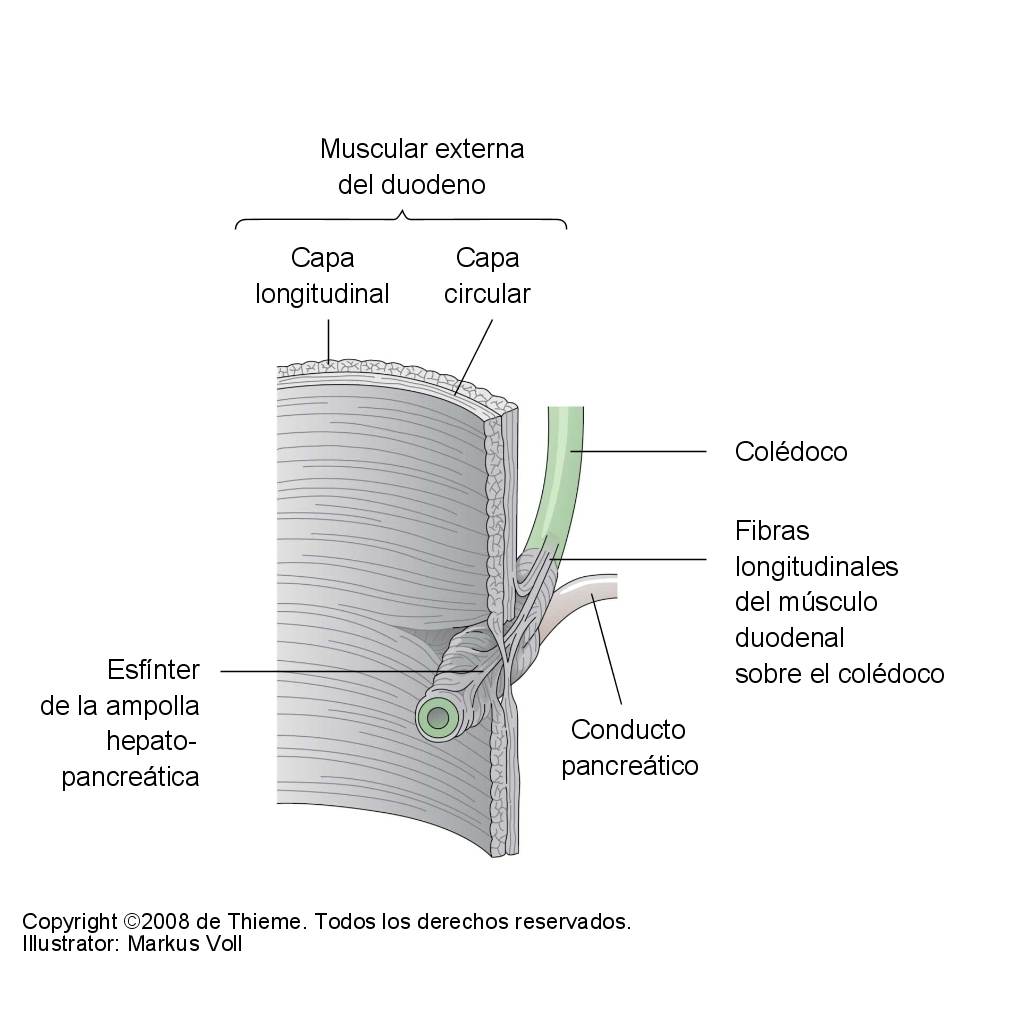 Muscular externa
del duodeno
Capa
longitudinal
Capa
circular
Colédoco
Fibras
longitudinales
del músculo
duodenal
sobre el colédoco
Esfínter
de la ampolla
hepato-
pancreática
Conducto
pancreático
Copyright ©2008 de Thieme. Todos los derechos reservados.
Illustrator: Markus Voll